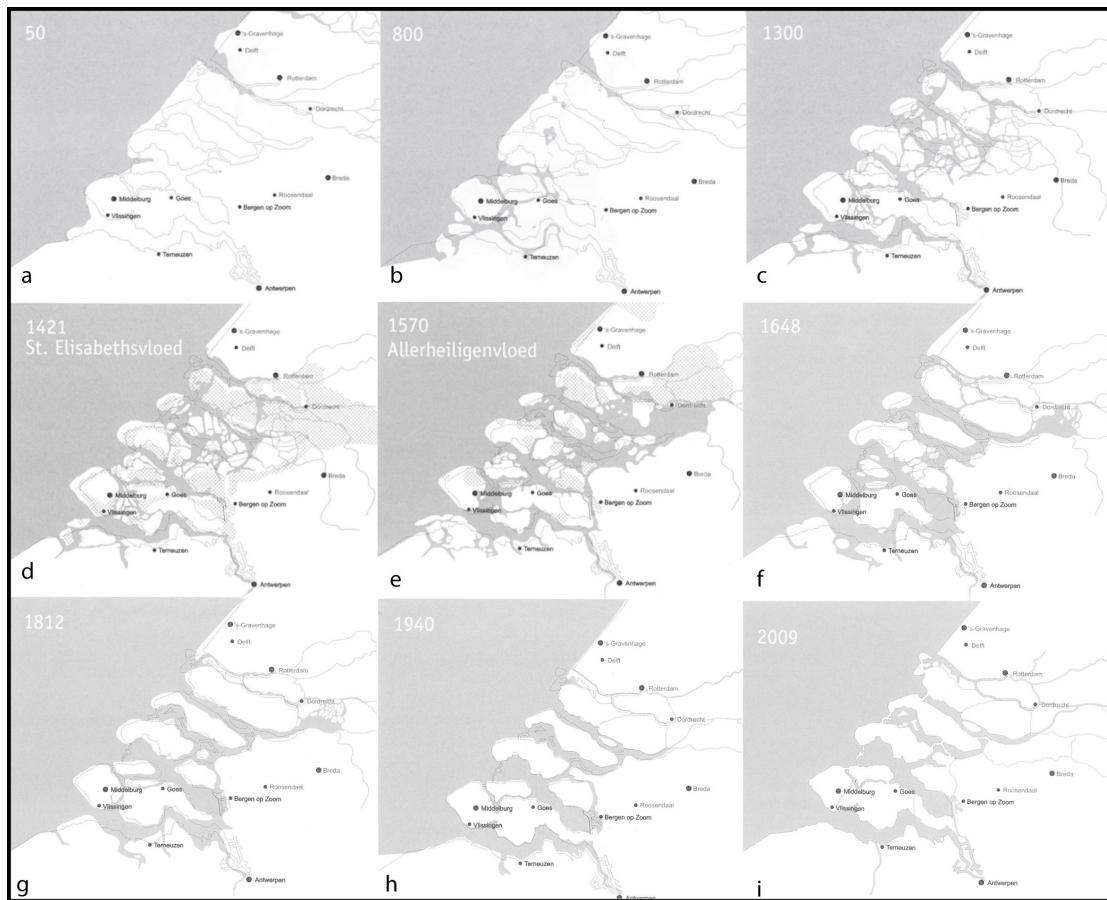 50
's-Gravenhage
Delft
Rotterdam
Dordrecht
Breda
Roosendaal
Middelburg
Goes
Bergen op Zoom
Vlissingen
Terneuzen
Antwerpen
a
800
's-Gravenhage
Delft
Rotterdam
Dordrecht
Breda
Roosendaal
Middelburg
Goes
Bergen op Zoom
Vlissingen
Terneuzen
Antwerpen
b
1300
's-Gravenhage
Delft
Rotterdam
Dordrecht
Breda
Roosendaal
Middelburg
Goes
Bergen op Zoom
Vlissingen
Terneuzen
Antwerpen
c
1421
St. Elisabethsvloed
's-Gravenhage
Delft
Rotterdam
Dordrecht
Breda
Roosendaal
Middelburg
Goes
Bergen op Zoom
Vlissingen
Terneuzen
Antwerpen
d
1570
Allerheiligenvloed
's-Gravenhage
Delft
Rotterdam
Dordrecht
Breda
Roosendaal
Middelburg
Goes
Bergen op Zoom
Vlissingen
Terneuzen
Antwerpen
e
1648
's-Gravenhage
Delft
Rotterdam
Dordrecht
Breda
Roosendaal
Middelburg
Goes
Bergen op Zoom
Vlissingen
Terneuzen
Antwerpen
f
1812
's-Gravenhage
Delft
Rotterdam
Dordrecht
Breda
Roosendaal
Middelburg
Goes
Bergen op Zoom
Vlissingen
Terneuzen
Antwerpen
g
1940
's-Gravenhage
Delft
Rotterdam
Dordrecht
Breda
Roosendaal
Middelburg
Goes
Bergen op Zoom
Vlissingen
Terneuzen
Antwerpen
h
2009
's-Gravenhage
Delft
Rotterdam
Dordrecht
Breda
Roosendaal
Middelburg
Goes
Bergen op Zoom
Vlissingen
Terneuzen
Antwerpen
i